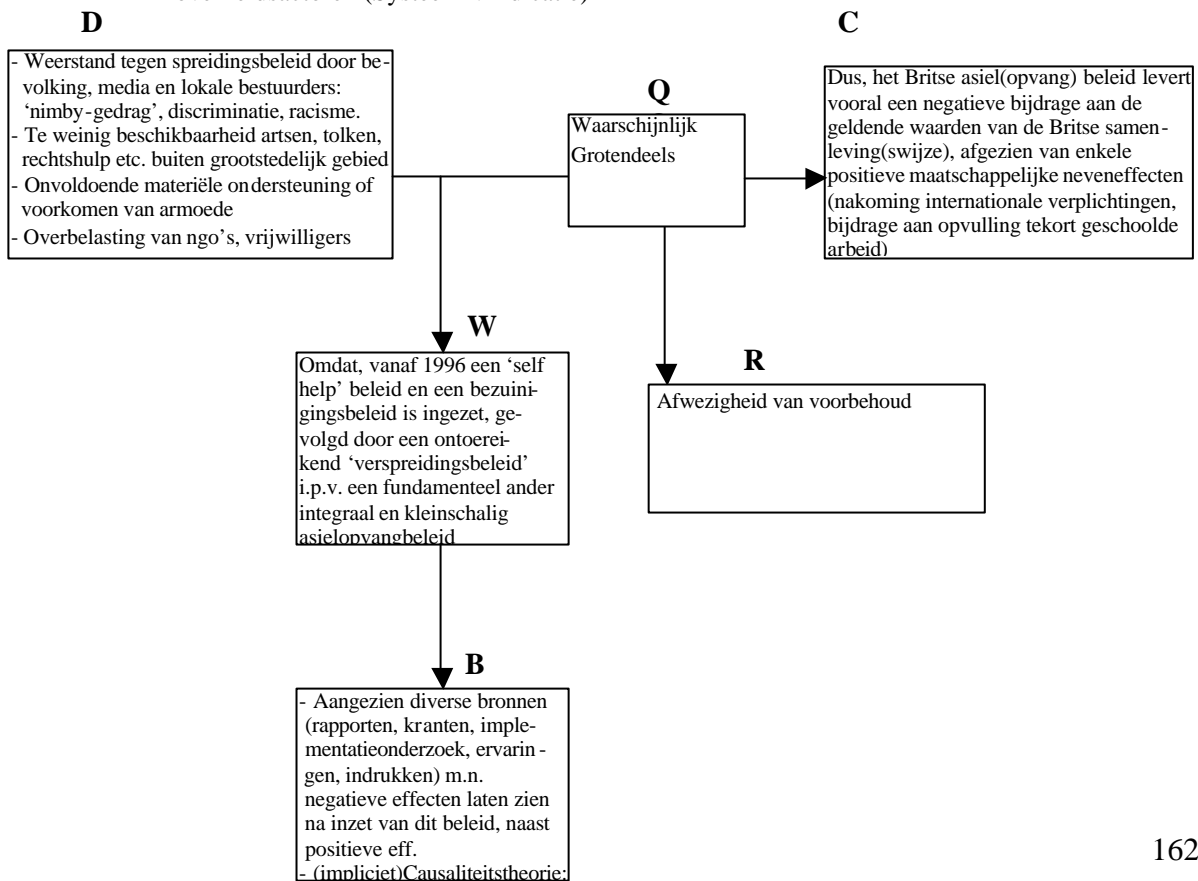 D
- Weerstand tegen spreidingsbeleid door be-
volking, media en lokale bestuurders:
‘nimby-gedrag’, discriminatie, racisme.
- Te weinig beschikbaarheid artsen, tolken,
rechtshulp etc. buiten grootstedelijk gebied
- Onvoldoende materiële ondersteuning of
voorkomen van armoede
- Overbelasting van ngo’s, vrijwilligers
Q
Waarschijnlijk
Grotendeels
C
Dus, het Britse asiel(opvang) beleid levert
vooral een negatieve bijdrage aan de
geldende waarden van de Britse samen-
leving(swijze), afgezien van enkele
positieve maatschappelijke neveneffecten
(nakoming internationale verplichtingen,
bijdrage aan opvulling tekort geschoolde
arbeid)
W
Omdat, vanaf 1996 een ‘self
help’ beleid en een bezuini-
gingsbeleid is ingezet, ge-
volgd door een ontoerei-
kend ‘verspreidingsbeleid’
i.p.v. een fundamenteel ander
integraal en kleinschalig
asielopvangbeleid
R
Afwezigheid van voorbehoud
B
- Aangezien diverse bronnen
(rapporten, kranten, imple-
mentatieonderzoek, ervarin-
gen, indrukken) m.n.
negatieve effecten laten zien
na inzet van dit beleid, naast
positieve eff.
- (impliciet)Causaliteitstheorie:
162